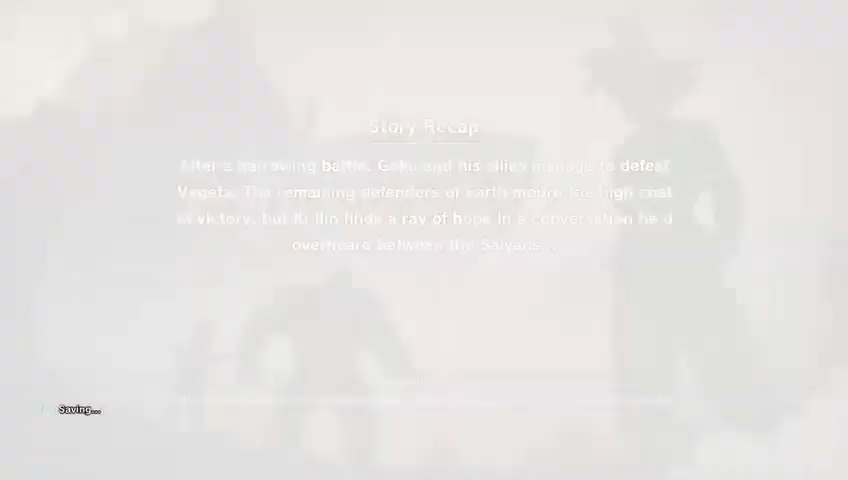 Story Recap
After a harrowing battle, Goku and his allies manage to defeat
Vegeta. The remaining defenders of Earth mourn the high cost
of victory, but Krillin finds a ray of hope in a conversation he'd
overheard between the Saiyans...
Saving...